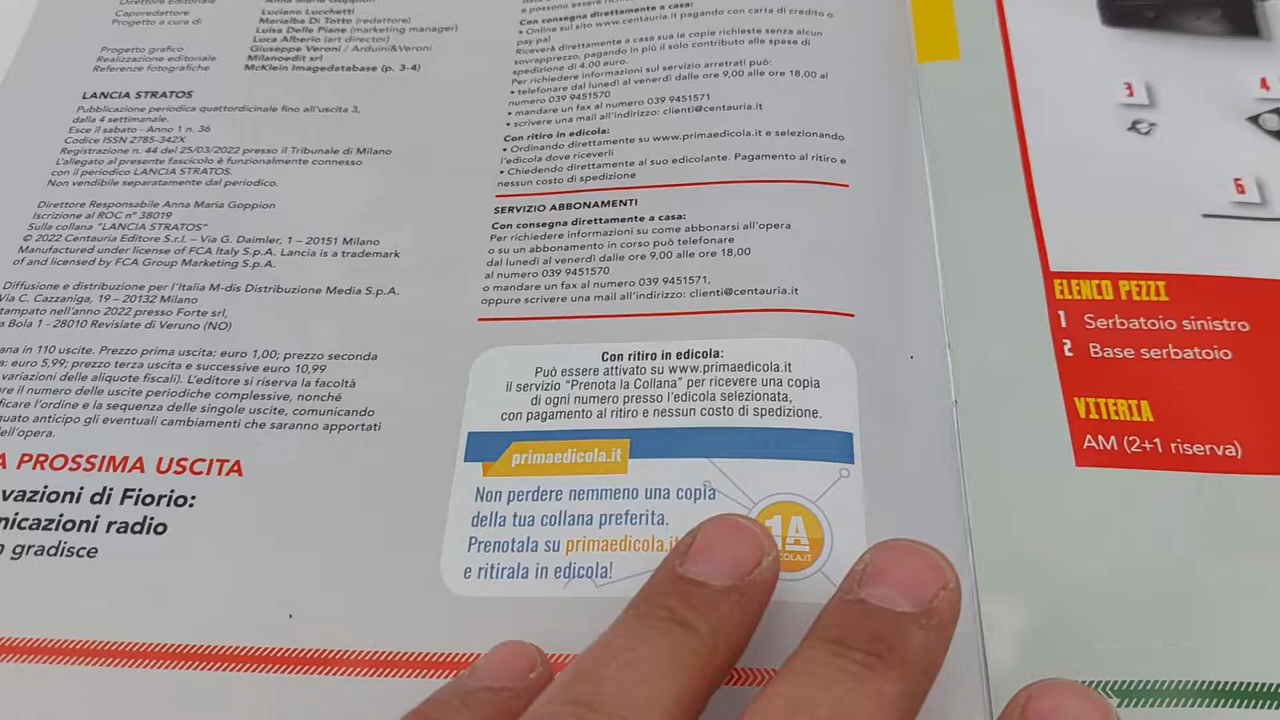 Direttore Editoriale
Caporedattore Luciano Lucchetti
Progetto a cura di Marialba Di Totto (redattore)
Luisa Delle Piane (marketing manager)
Luca Alberio (art director)
Progetto grafico Giuseppe Veroni / Arduini&Veroni
Realizzazione editoriale Milanoedit srl
Referenze fotografiche McKlein Imagedatabase (p. 3-4)
LANCIA STRATOS
Pubblicazione periodica quattordicinale fino all'uscita 3,
dalla 4 settimanale.
Esce il sabato - Anno 1 n. 36
Codice ISSN 2785-342X
Registrazione n. 44 del 25/03/2022 presso il Tribunale di Milano
L'allegato al presente fascicolo è funzionalmente connesso
con il periodico LANCIA STRATOS.
Non vendibile separatamente dal periodico.
Direttore Responsabile Anna Maria Goppion
Iscrizione al ROC n° 38019
Sulla collana "LANCIA STRATOS"
© 2022 Centauria Editore S.r.l. – Via G. Daimler, 1 – 20151 Milano
Manufactured under license of FCA Italy S.p.A. Lancia is a trademark
of and licensed by FCA Group Marketing S.p.A.
Diffusione e distribuzione per l'Italia M-dis Distribuzione Media S.p.A.
Via C. Cazzaniga, 19 – 20132 Milano
tampato nell'anno 2022 presso Forte srl,
a Bola 1 - 28010 Revislate di Veruno (NO)
ana in 110 uscite. Prezzo prima uscita: euro 1,00; prezzo seconda
a: euro 5,99; prezzo terza uscita e successive euro 10,99
variazioni delle aliquote fiscali). L'editore si riserva la facoltà
re il numero delle uscite periodiche complessive, nonché
ficare l'ordine e la sequenza delle singole uscite, comunicando
guato anticipo gli eventuali cambiamenti che saranno apportati
dell'opera.
A PROSSIMA USCITA
vazioni di Fiorio:
nicazioni radio
n gradisce
e possono essere
Con consegna direttamente a casa:
• Online sul sito www.centauria.it pagando con carta di credito o
pay pal
Riceverà direttamente a casa sua le copie richieste senza alcun
sovrapprezzo, pagando in più il solo contributo alle spese di
spedizione di 4,00 euro.
Per richiedere informazioni sul servizio arretrati può:
• telefonare dal lunedì al venerdì dalle ore 9,00 alle ore 18,00 al
numero 039 9451570
• mandare un fax al numero 039 9451571
• scrivere una mail all'indirizzo: clienti@centauria.it
Con ritiro in edicola:
• Ordinando direttamente su www.primaedicola.it e selezionando
l'edicola dove riceverli
• Chiedendo direttamente al suo edicolante. Pagamento al ritiro e
nessun costo di spedizione
SERVIZIO ABBONAMENTI
Con consegna direttamente a casa:
Per richiedere informazioni su come abbonarsi all'opera
o su un abbonamento in corso può telefonare
dal lunedì al venerdì dalle ore 9,00 alle ore 18,00
al numero 039 9451570
o mandare un fax al numero 039 9451571,
oppure scrivere una mail all'indirizzo: clienti@centauria.it
Con ritiro in edicola:
Può essere attivato su www.primaedicola.it
il servizio "Prenota la Collana" per ricevere una copia
di ogni numero presso l'edicola selezionata,
con pagamento al ritiro e nessun costo di spedizione.
primaedicola.it
Non perdere nemmeno una copia
della tua collana preferita.
Prenotala su primaedicola.it
e ritirala in edicola!
1A
COLA.IT
3
4
6
ELENCO PEZZI
1 Serbatoio sinistro
2 Base serbatoio
VITERIA
AM (2+1 riserva)